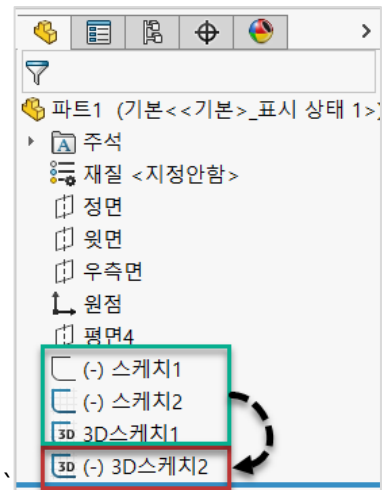 파트1 (기본<<기본>_표시 상태 1>)
A 주석
재질 <지정안함>
정면
윗면
우측면
원점
평면4
(-) 스케치1
(-) 스케치2
3D 3D스케치1
3D (-) 3D스케치2